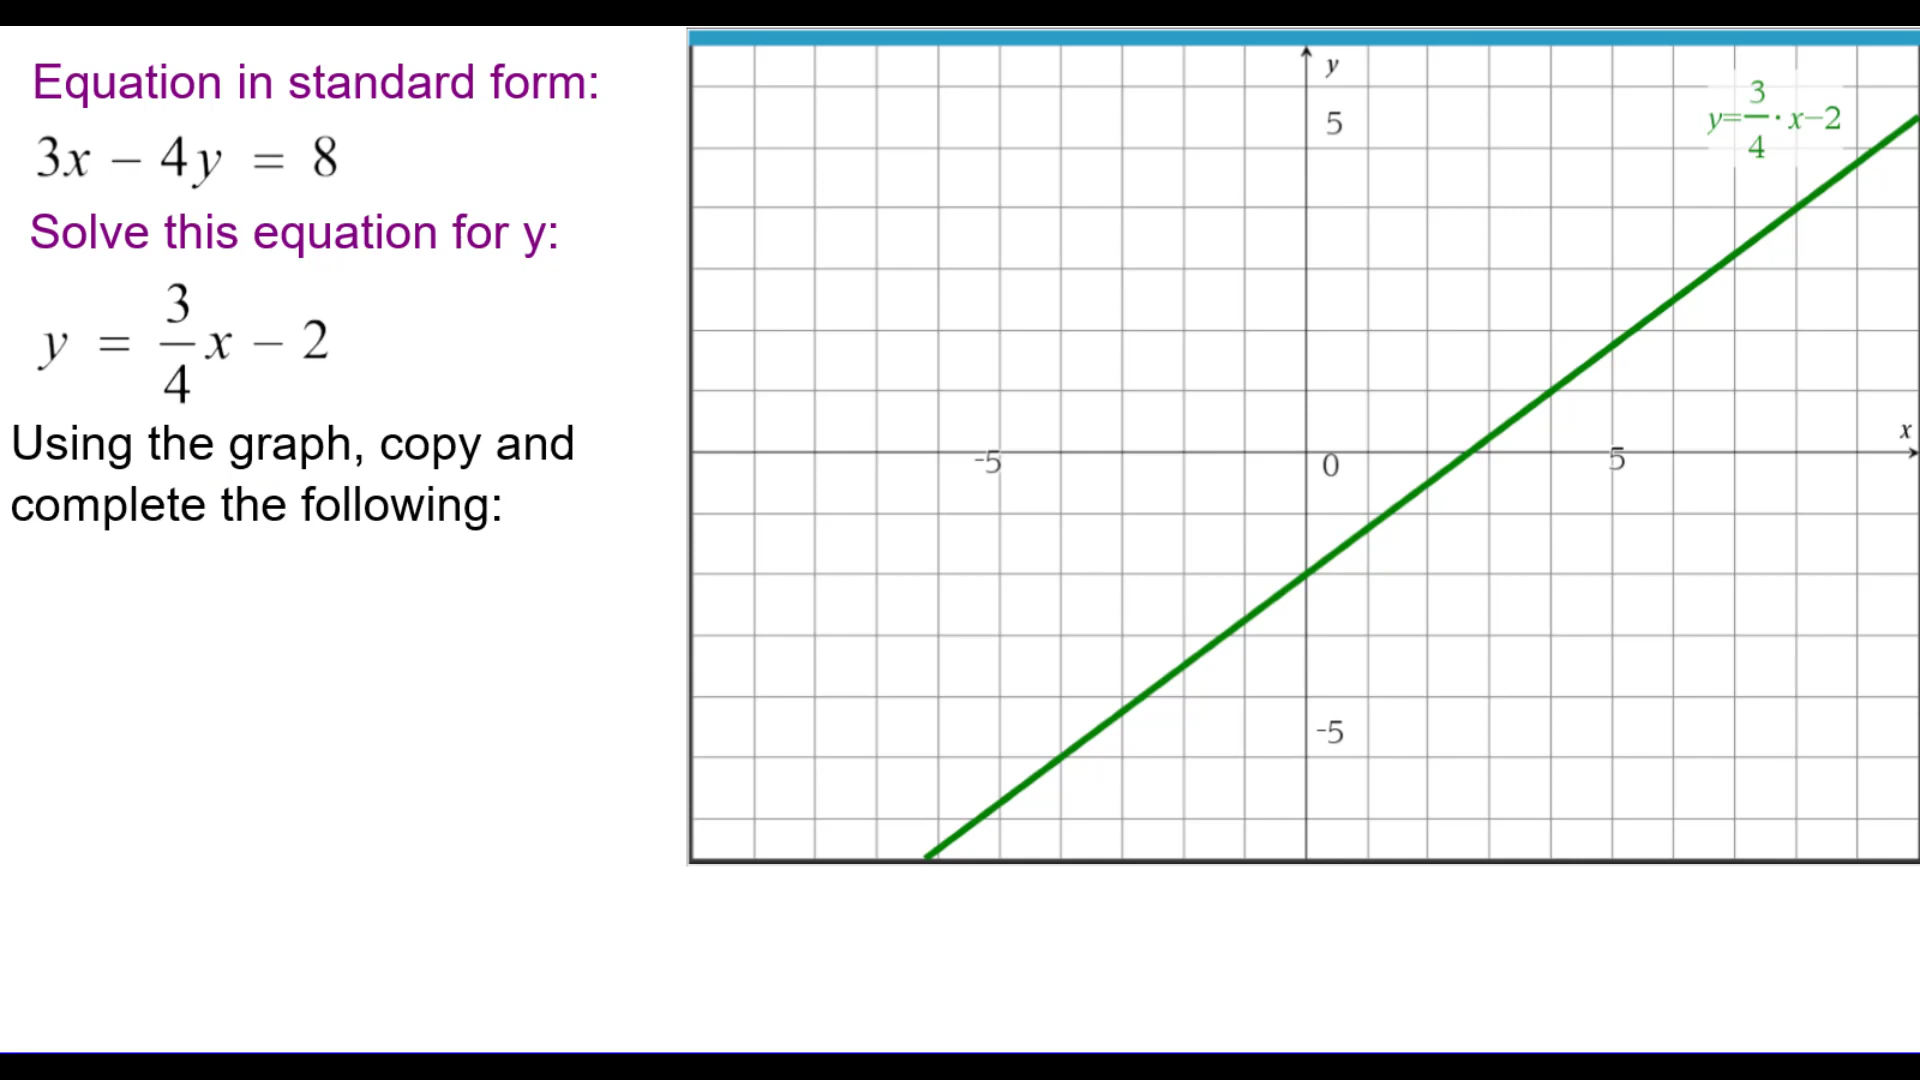 Equation in standard form:
3x − 4y = 8
Solve this equation for y:
y = 3/4 x − 2
Using the graph, copy and
complete the following:
y
5
y=3/4·x−2
x
-5
0
5
-5